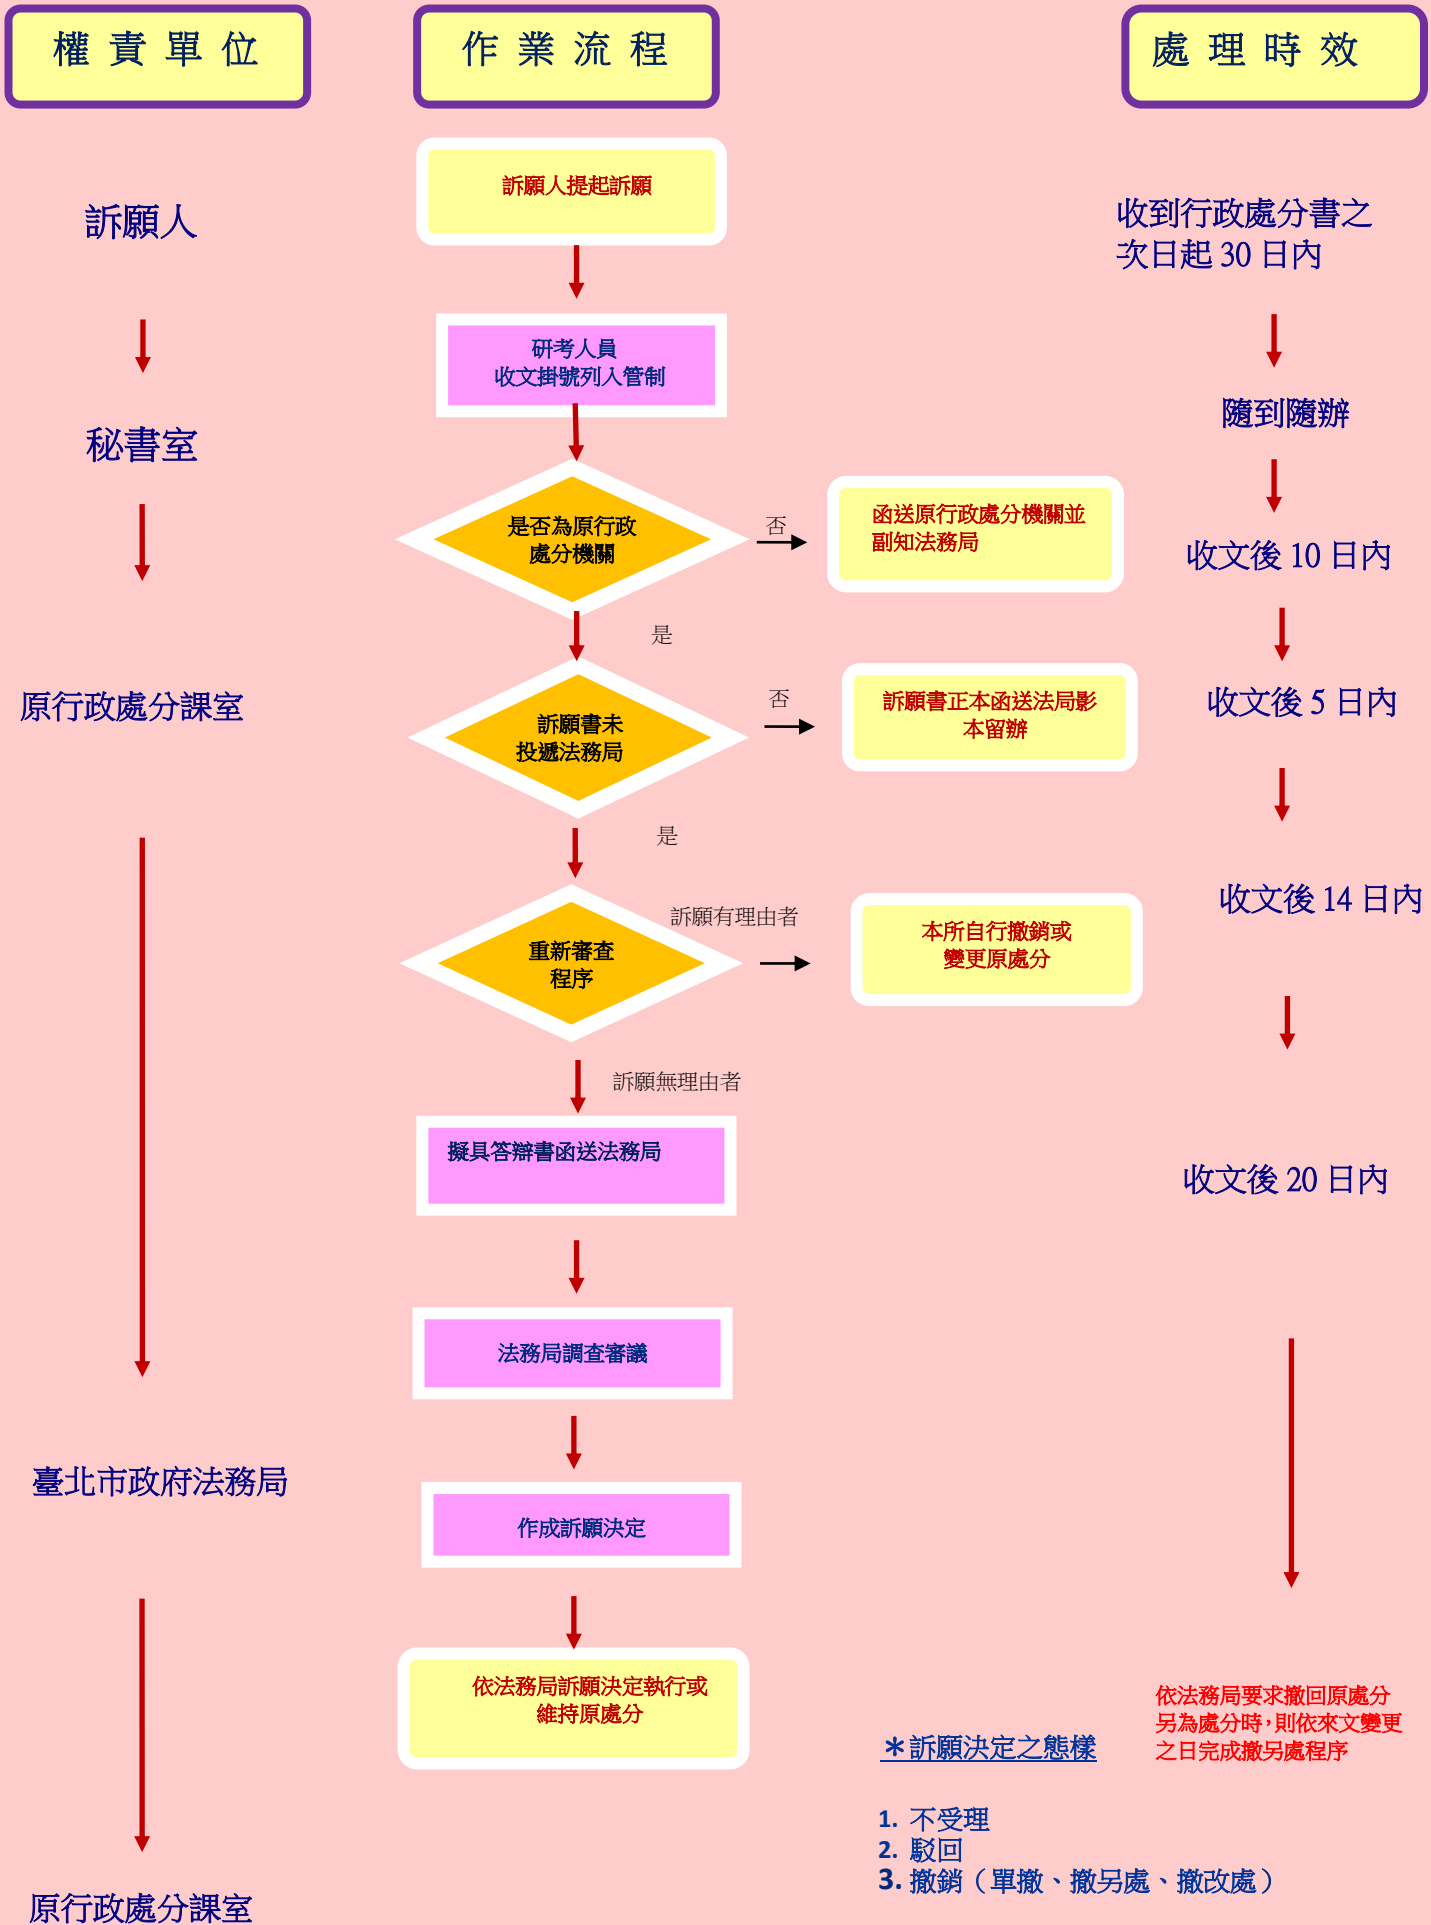 權責單位
作業流程
處理時效
訴願人
訴願人提起訴願
收到行政處分書之
次日起 30 日內
研考人員
收文掛號列入管制
秘書室
隨到隨辦
是否為原行政
處分機關
否
函送原行政處分機關並
副知法務局
收文後 10 日內
是
原行政處分課室
訴願書未
投遞法務局
否
訴願書正本函送法局影
本留辦
收文後 5 日內
是
重新審查
程序
訴願有理由者
本所自行撤銷或
變更原處分
收文後 14 日內
訴願無理由者
擬具答辯書函送法務局
收文後 20 日內
法務局調查審議
臺北市政府法務局
作成訴願決定
依法務局訴願決定執行或
維持原處分
依法務局要求撤回原處分
另為處分時，則依來文變更
之日完成撤另處程序
＊訴願決定之態樣
1. 不受理
2. 駁回
3. 撤銷（單撤、撤另處、撤改處）
原行政處分課室